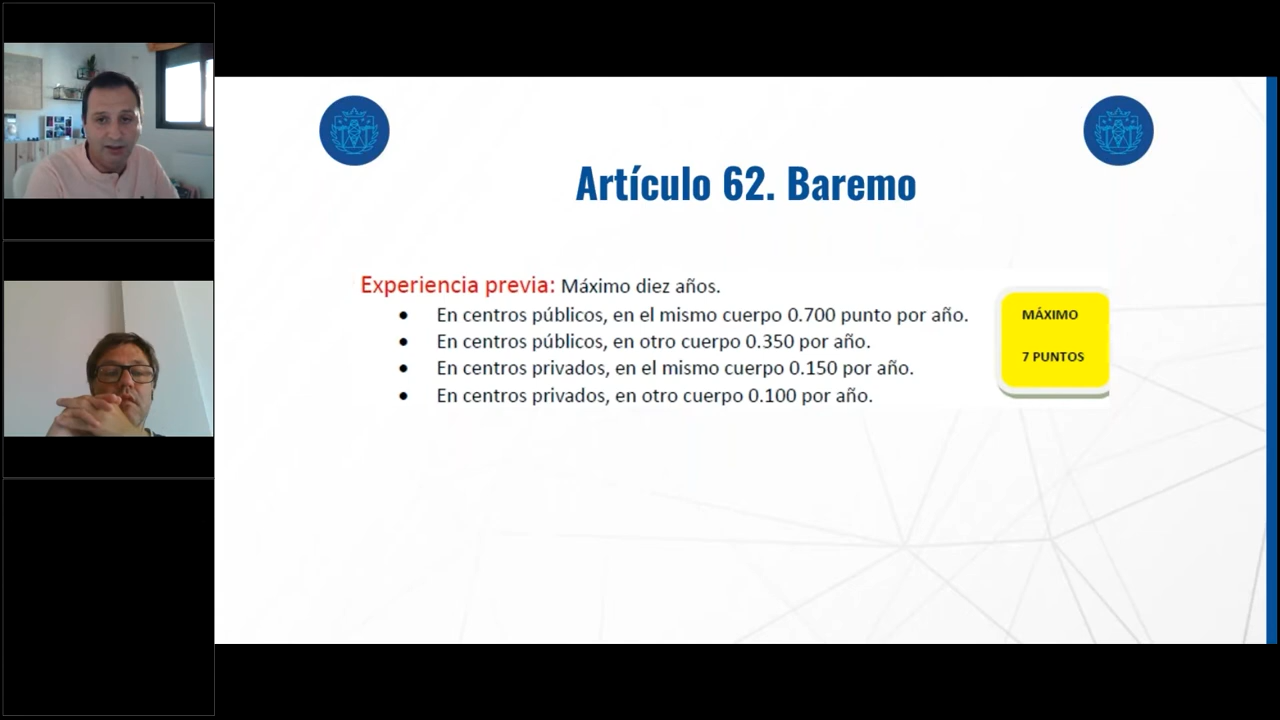 Artículo 62. Baremo
Experiencia previa: Máximo diez años.
• En centros públicos, en el mismo cuerpo 0.700 punto por año.
• En centros públicos, en otro cuerpo 0.350 por año.
• En centros privados, en el mismo cuerpo 0.150 por año.
• En centros privados, en otro cuerpo 0.100 por año.
MÁXIMO
7 PUNTOS